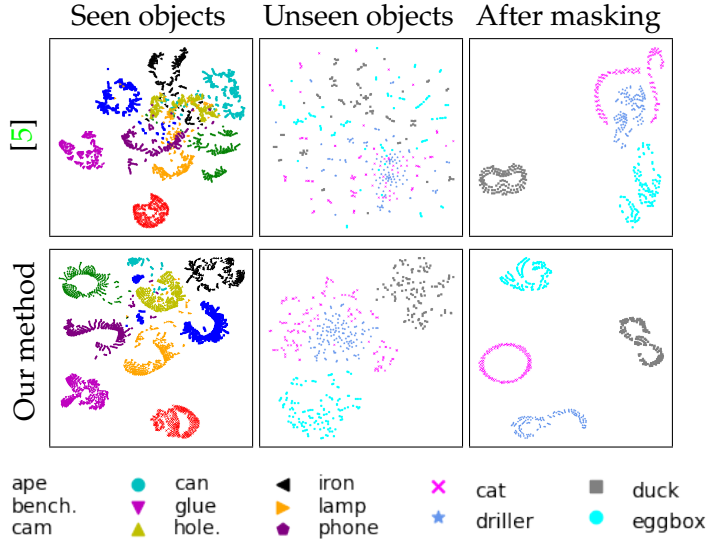 Seen objects Unseen objects After masking
[5]
Our method
ape can iron cat duck
bench. glue lamp driller eggbox
cam hole. phone